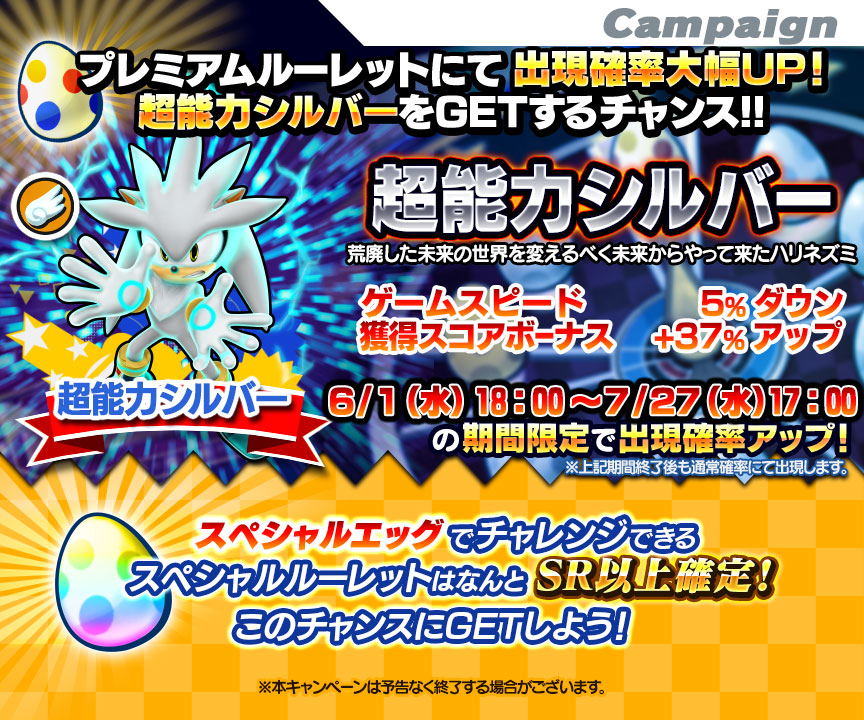 Campaign
プレミアムルーレットにて 出現確率大幅UP!
超能力シルバーをGETするチャンス!!
超能力シルバー
荒廃した未来の世界を変えるべく未来からやって来たハリネズミ
ゲームスピード 5%ダウン
獲得スコアボーナス +37%アップ
超能力シルバー
6/1(水)18:00~7/27(水)17:00
の期間限定で出現確率アップ!
※上記期間終了後も通常確率にて出現します。
スペシャルエッグでチャレンジできる
スペシャルルーレットはなんと SR以上確定!
このチャンスにGETしよう!
※本キャンペーンは予告なく終了する場合がございます。